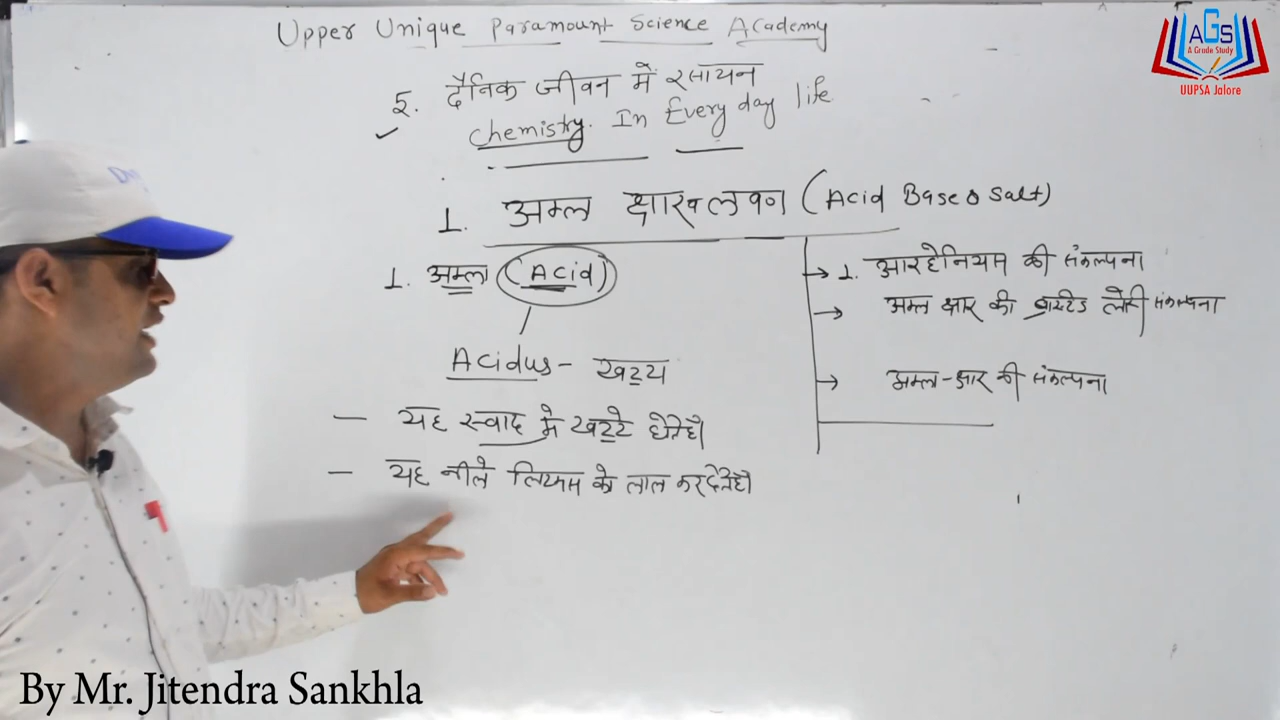 Upper Unique Paramount Science Academy
AGS
A Grade Study
UUPSA Jalore
5. दैनिक जीवन में रसायन
Chemistry. In Every day life
1. अम्ल क्षार व लवण (Acid Base & Salt)
1. अम्ल (Acid)
Acidus - खट्टा
- यह स्वाद में खट्टे होते है।
- यह नीले लिटमस को लाल कर देते है।
→ 1. आरहेनियस की संकल्पना
→ अम्ल क्षार की ब्रास्टेड लोरी संकल्पना
→ अम्ल-क्षार की संकल्पना
By Mr. Jitendra Sankhla